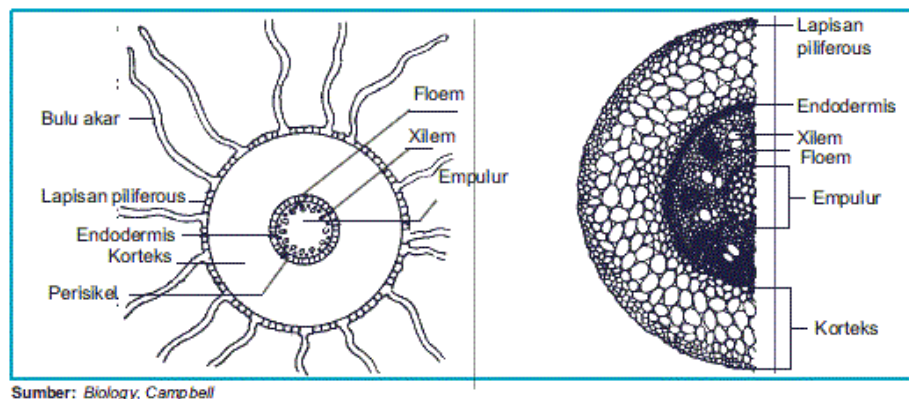 Floem
Bulu akar
Xilem
Empulur
Lapisan piliferous
Endodermis
Korteks
Perisikel
Lapisan
piliferous
Endodermis
Xilem
Floem
Empulur
Korteks
Sumber: Biology, Campbell